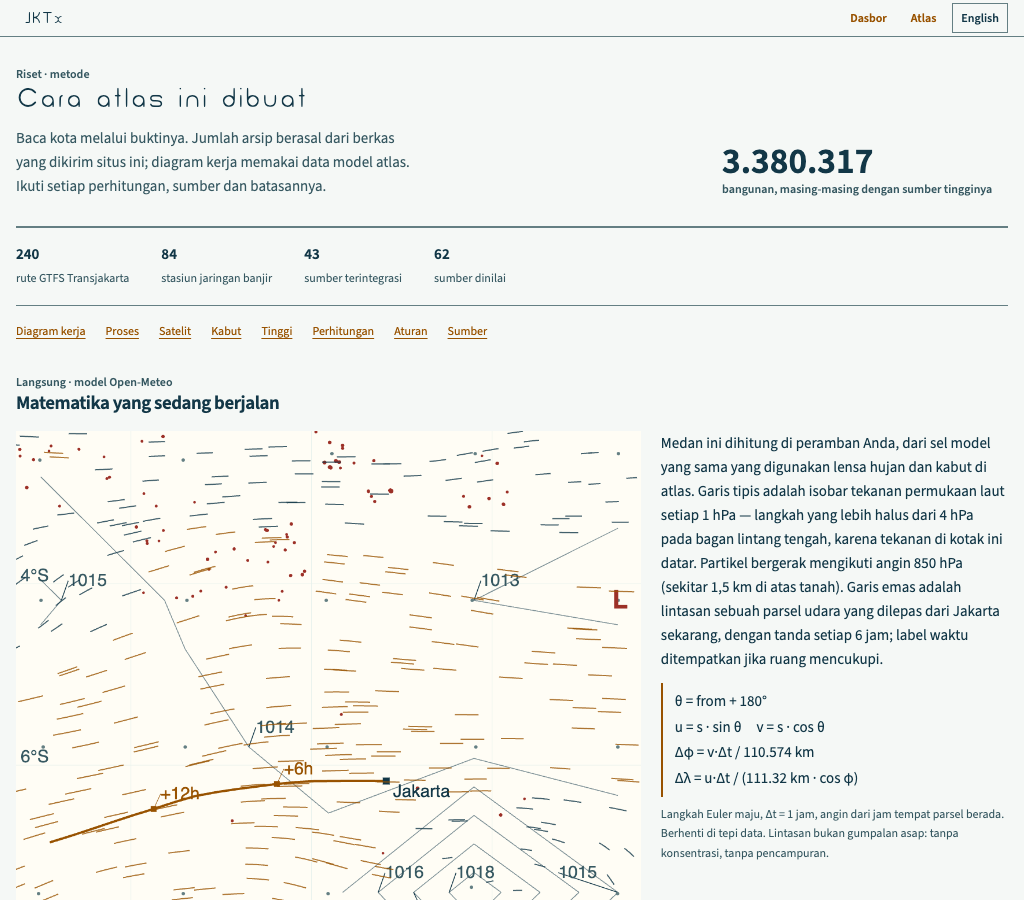 JKTx
Dasbor
Atlas
English
Riset · metode
Cara atlas ini dibuat
Baca kota melalui buktinya. Jumlah arsip berasal dari berkas
yang dikirim situs ini; diagram kerja memakai data model atlas.
Ikuti setiap perhitungan, sumber dan batasannya.
3.380.317
bangunan, masing-masing dengan sumber tingginya
240
rute GTFS Transjakarta
84
stasiun jaringan banjir
43
sumber terintegrasi
62
sumber dinilai
Diagram kerja
Proses
Satelit
Kabut
Tinggi
Perhitungan
Aturan
Sumber
Langsung · model Open-Meteo
Matematika yang sedang berjalan
4°S
1015
1013
L
1014
6°S
+6h
+12h
Jakarta
1016
1018
1015
Medan ini dihitung di peramban Anda, dari sel model
yang sama yang digunakan lensa hujan dan kabut di
atlas. Garis tipis adalah isobar tekanan permukaan laut
setiap 1 hPa — langkah yang lebih halus dari 4 hPa
pada bagan lintang tengah, karena tekanan di kotak ini
datar. Partikel bergerak mengikuti angin 850 hPa
(sekitar 1,5 km di atas tanah). Garis emas adalah
lintasan sebuah parsel udara yang dilepas dari Jakarta
sekarang, dengan tanda setiap 6 jam; label waktu
ditempatkan jika ruang mencukupi.
θ = from + 180°
u = s · sin θ v = s · cos θ
Δφ = v·Δt / 110.574 km
Δλ = u·Δt / (111.32 km · cos φ)
Langkah Euler maju, Δt = 1 jam, angin dari jam tempat parsel berada.
Berhenti di tepi data. Lintasan bukan gumpalan asap: tanpa
konsentrasi, tanpa pencampuran.